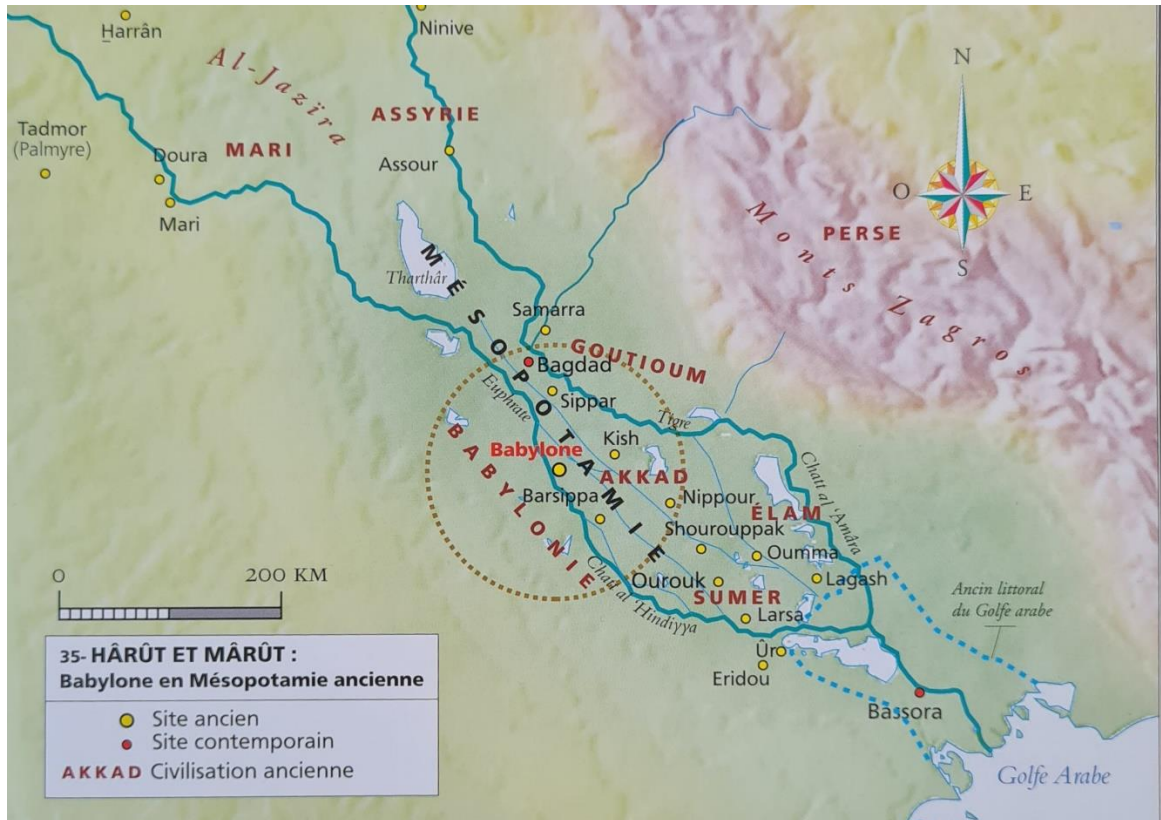 Harrân
Ninive
Al-Jazïra
ASSYRIE
N
Tadmor
(Palmyre)
Doura
MARI
Assour
Mari
O
E
S
Monts Zagros
PERSE
Tharthâr
MÉSOPOTAMIE
Samarra
GOUTIOUM
Bagdad
Euphrate
Sippar
Tigre
BABYLONIE
Babylone
Kish
AKKAD
Barsippa
Nippour
ÉLAM
Chatt al 'Amâra
Shourouppak
Oumma
Ourouk
Lagash
SUMER
Larsa
Chatt al 'Hindiyya
Ancin littoral
du Golfe arabe
Ûr
Eridou
Bassora
Golfe Arabe
0 200 KM
35- HÂRÛT ET MÂRÛT :
Babylone en Mésopotamie ancienne
Site ancien
Site contemporain
AKKAD Civilisation ancienne